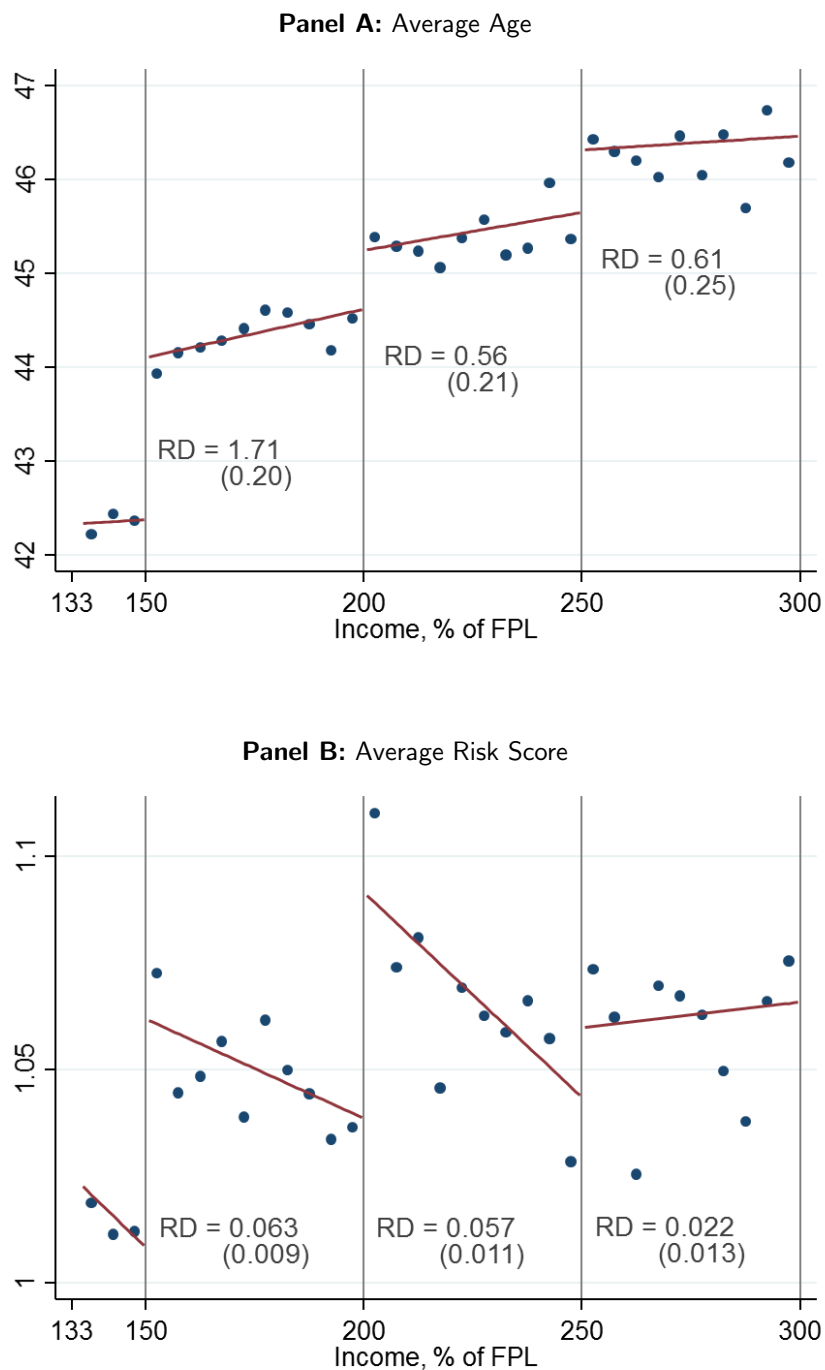 Panel A: Average Age
47
46
45
44
43
42
RD = 1.71
(0.20)
RD = 0.56
(0.21)
RD = 0.61
(0.25)
133 150 200 250 300
Income, % of FPL
Panel B: Average Risk Score
1.1
1.05
1
RD = 0.063
(0.009)
RD = 0.057
(0.011)
RD = 0.022
(0.013)
133 150 200 250 300
Income, % of FPL